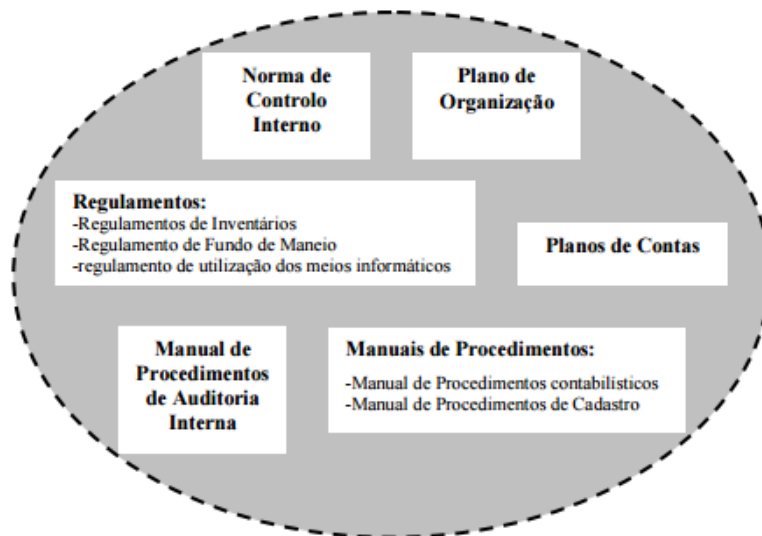 Norma de
Controlo
Interno
Plano de
Organização
Regulamentos:
-Regulamentos de Inventários
-Regulamento de Fundo de Maneio
-regulamento de utilização dos meios informáticos
Planos de Contas
Manual de
Procedimentos
de Auditoria
Interna
Manuais de Procedimentos:
-Manual de Procedimentos contabilísticos
-Manual de Procedimentos de Cadastro